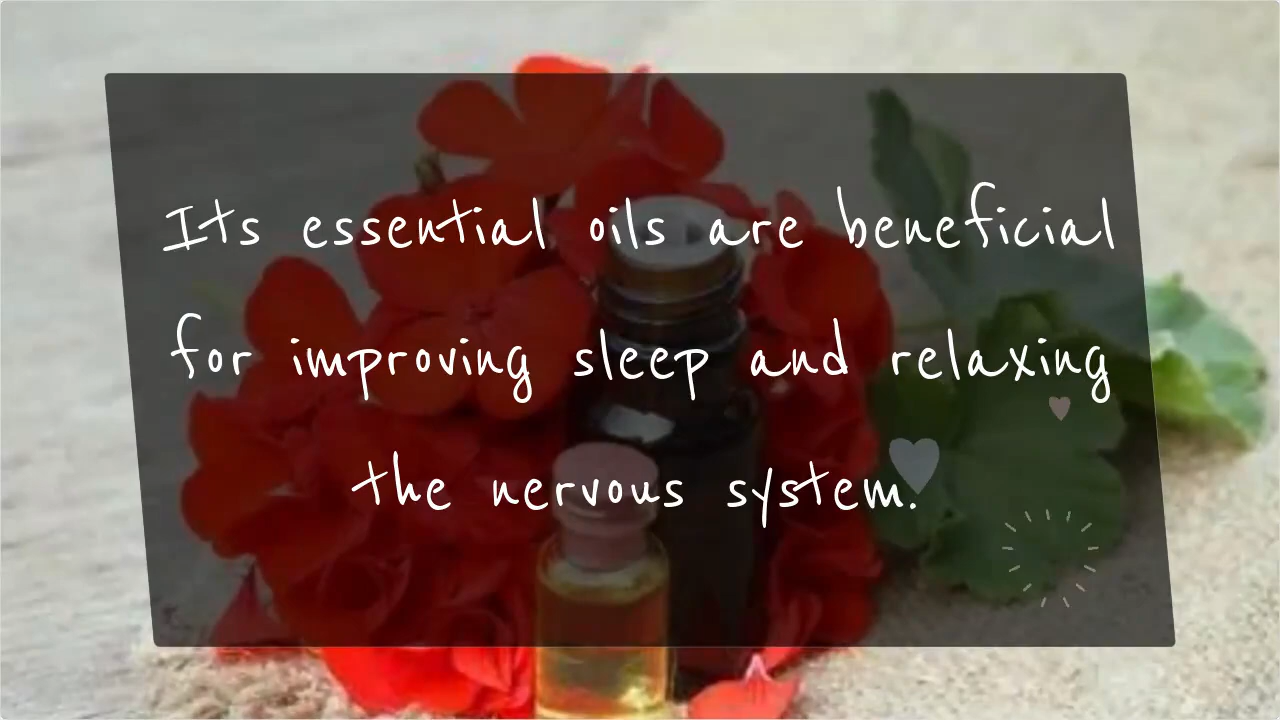 Its essential oils are beneficial
for improving sleep and relaxing
the nervous system.